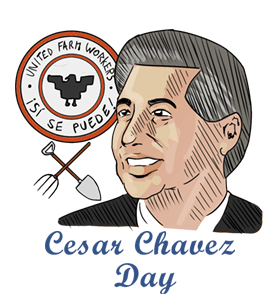 UNITED FARM WORKERS
¡SI SE PUEDE!
Cesar Chavez
Day